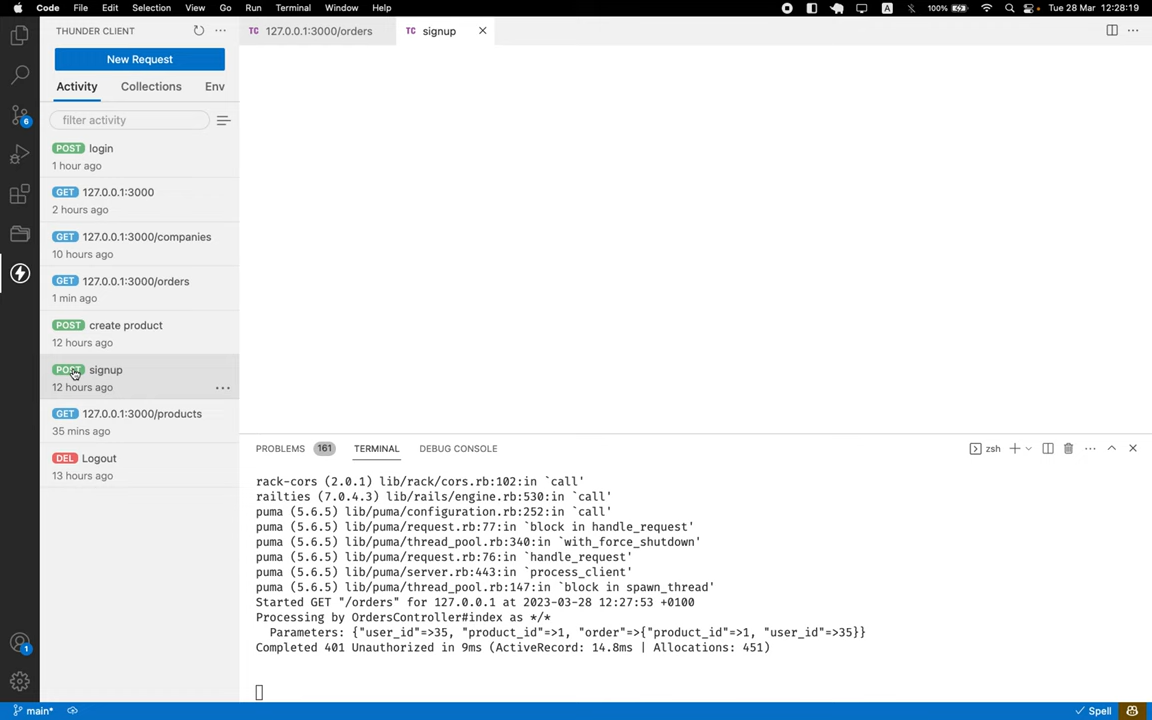 Code File Edit Selection View Go Run Terminal Window Help A 100% Tue 28 Mar 12:28:19
THUNDER CLIENT
TC 127.0.0.1:3000/orders
TC signup
New Request
Activity Collections Env
filter activity
POST login
1 hour ago
GET 127.0.0.1:3000
2 hours ago
GET 127.0.0.1:3000/companies
10 hours ago
GET 127.0.0.1:3000/orders
1 min ago
POST create product
12 hours ago
POST signup
12 hours ago
GET 127.0.0.1:3000/products
35 mins ago
DEL Logout
13 hours ago
6
1
PROBLEMS 161 TERMINAL DEBUG CONSOLE zsh
rack-cors (2.0.1) lib/rack/cors.rb:102:in `call'
railties (7.0.4.3) lib/rails/engine.rb:530:in `call'
puma (5.6.5) lib/puma/configuration.rb:252:in `call'
puma (5.6.5) lib/puma/request.rb:77:in `block in handle_request'
puma (5.6.5) lib/puma/thread_pool.rb:340:in `with_force_shutdown'
puma (5.6.5) lib/puma/request.rb:76:in `handle_request'
puma (5.6.5) lib/puma/server.rb:443:in `process_client'
puma (5.6.5) lib/puma/thread_pool.rb:147:in `block in spawn_thread'
Started GET "/orders" for 127.0.0.1 at 2023-03-28 12:27:53 +0100
Processing by OrdersController#index as */*
Parameters: {"user_id"=>35, "product_id"=>1, "order"=>{"product_id"=>1, "user_id"=>35}}
Completed 401 Unauthorized in 9ms (ActiveRecord: 14.8ms | Allocations: 451)
main* Spell